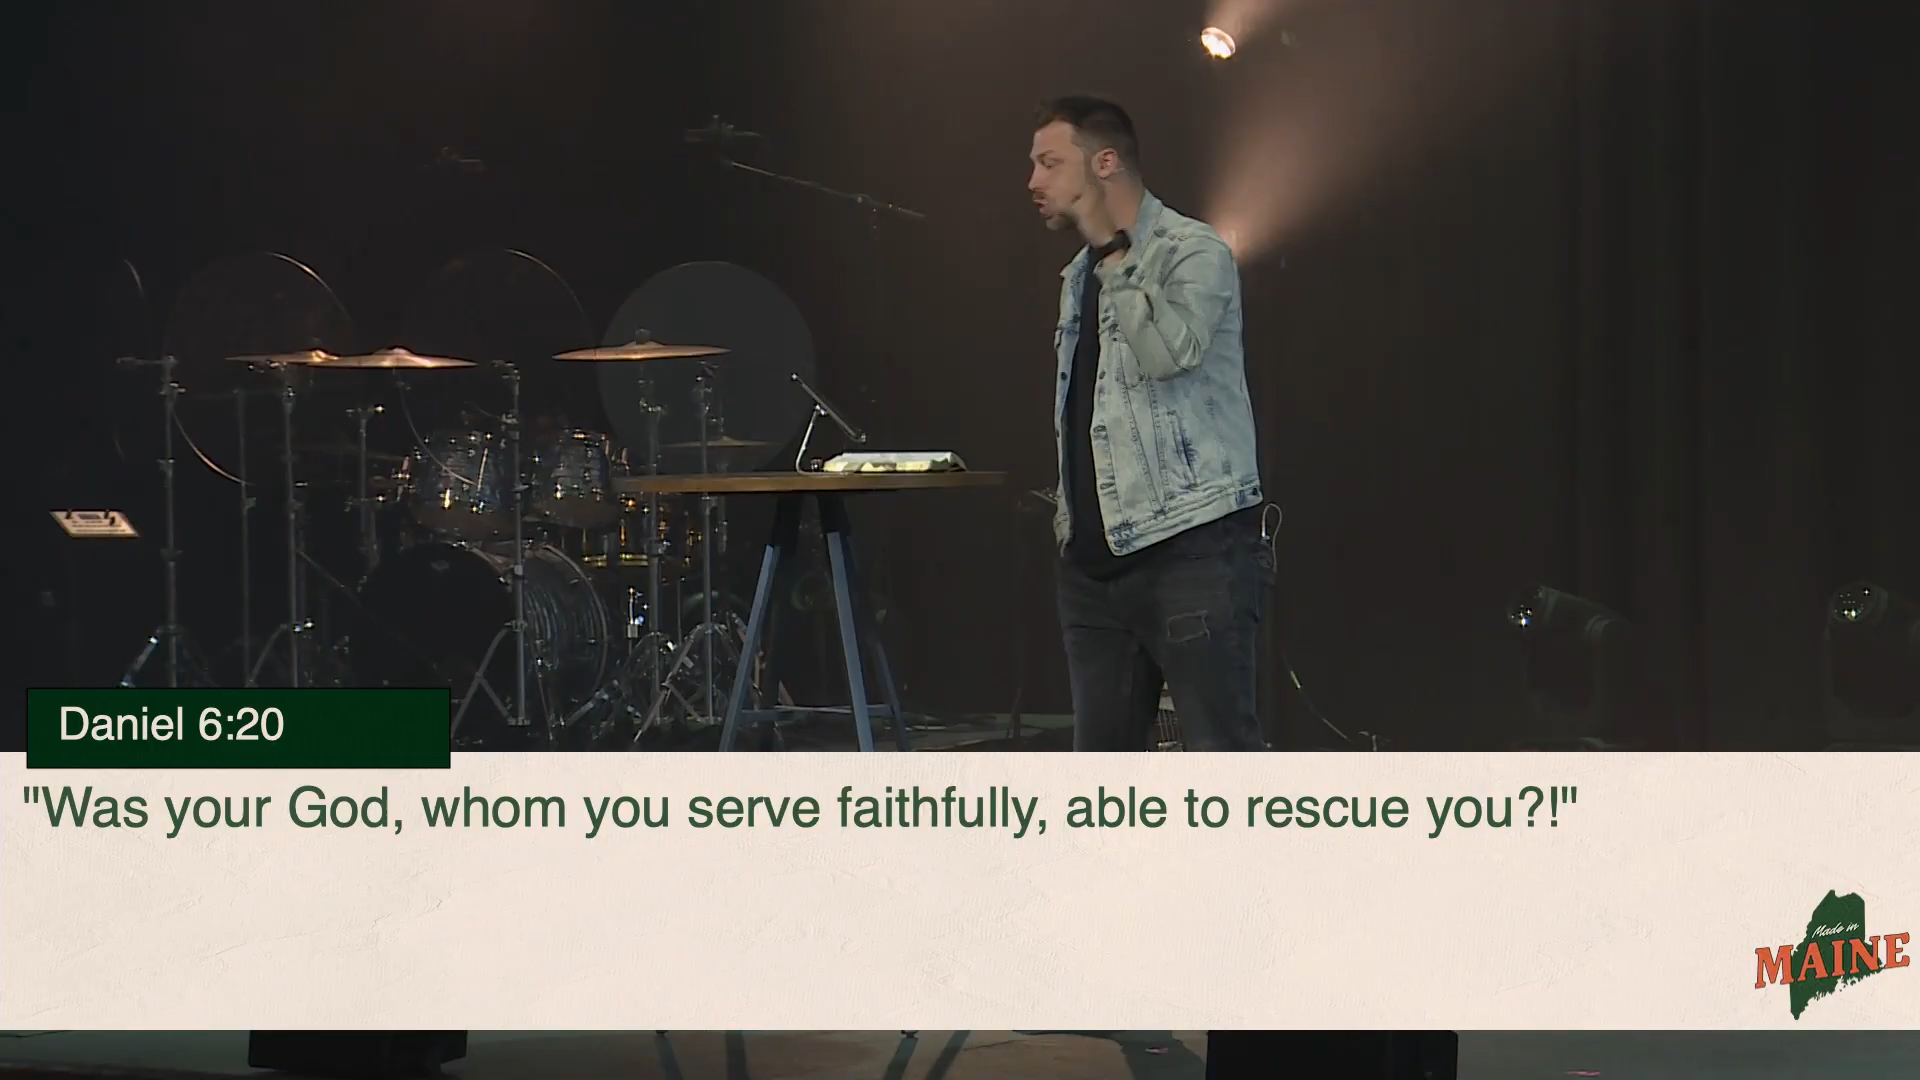 Daniel 6:20
"Was your God, whom you serve faithfully, able to rescue you?!"
Made in
MAINE